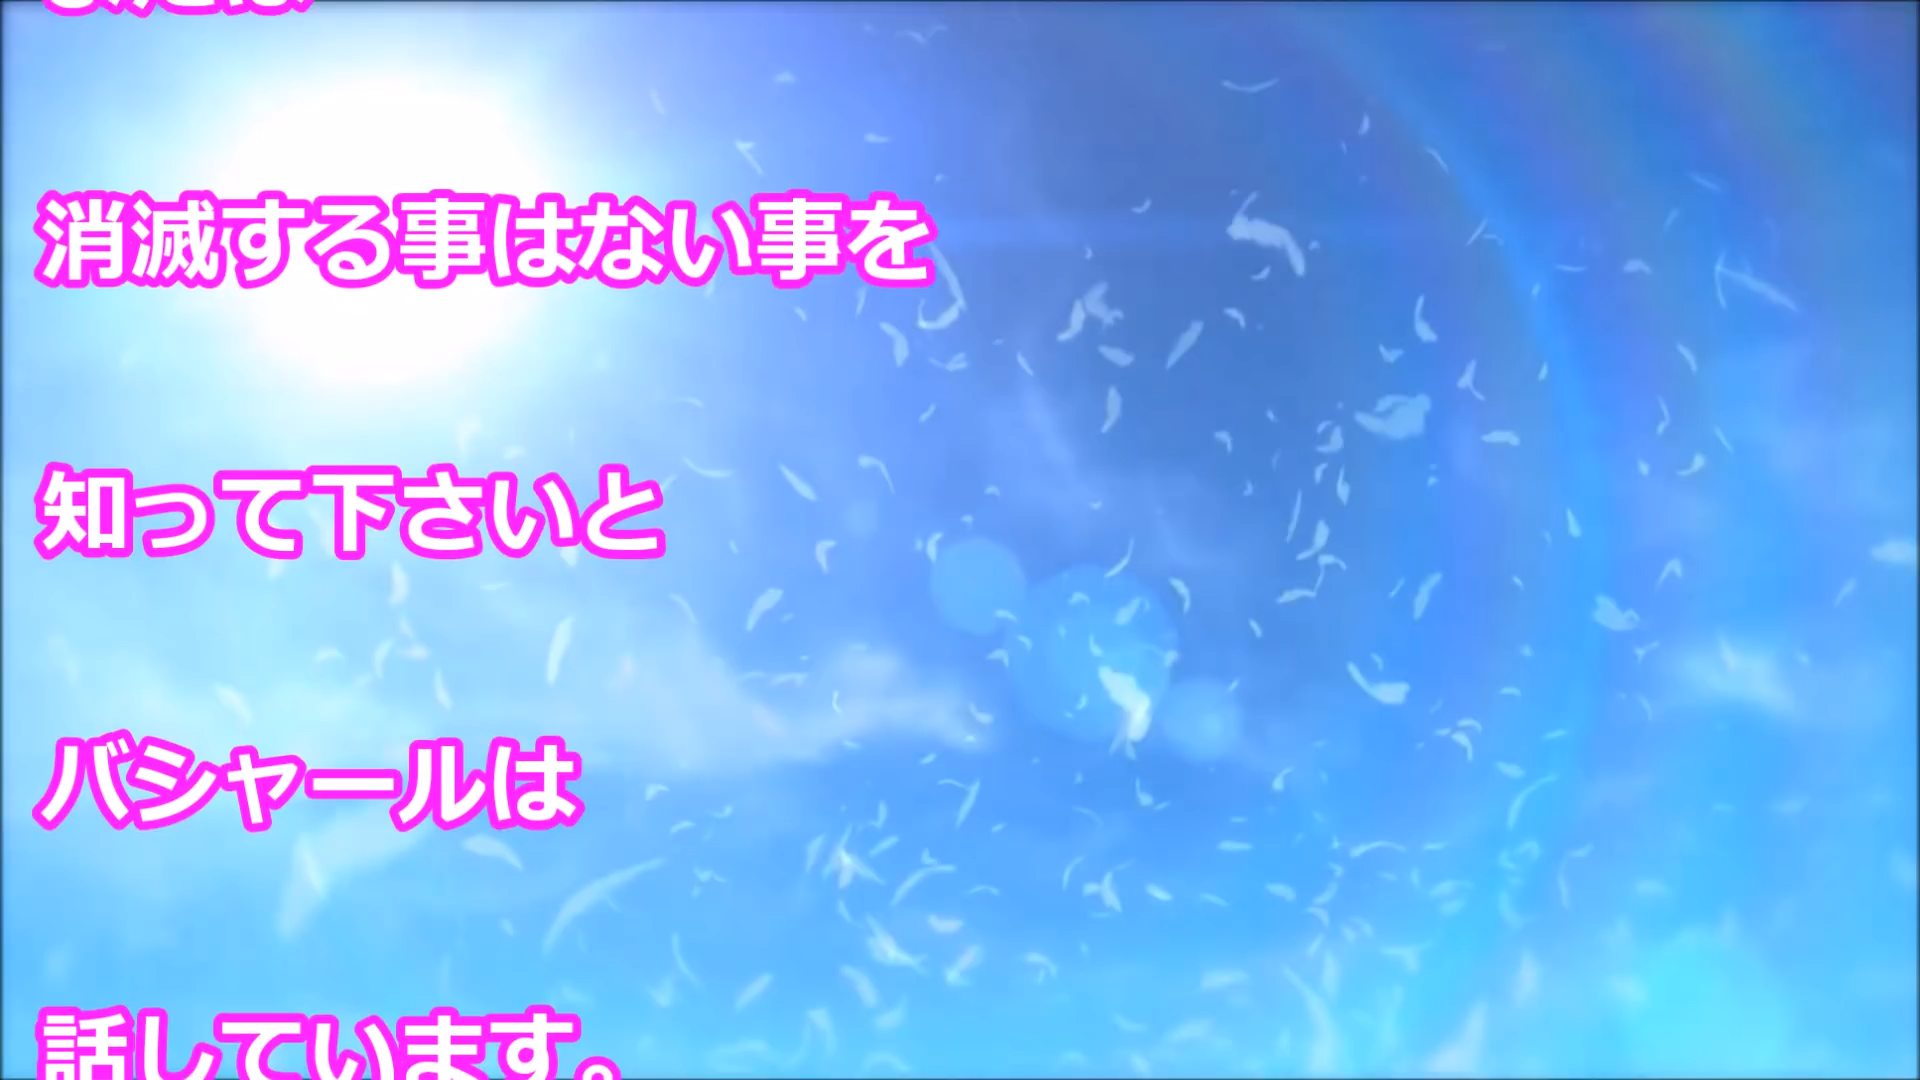 消滅する事はない事を
知って下さいと
バシャールは
話しています。